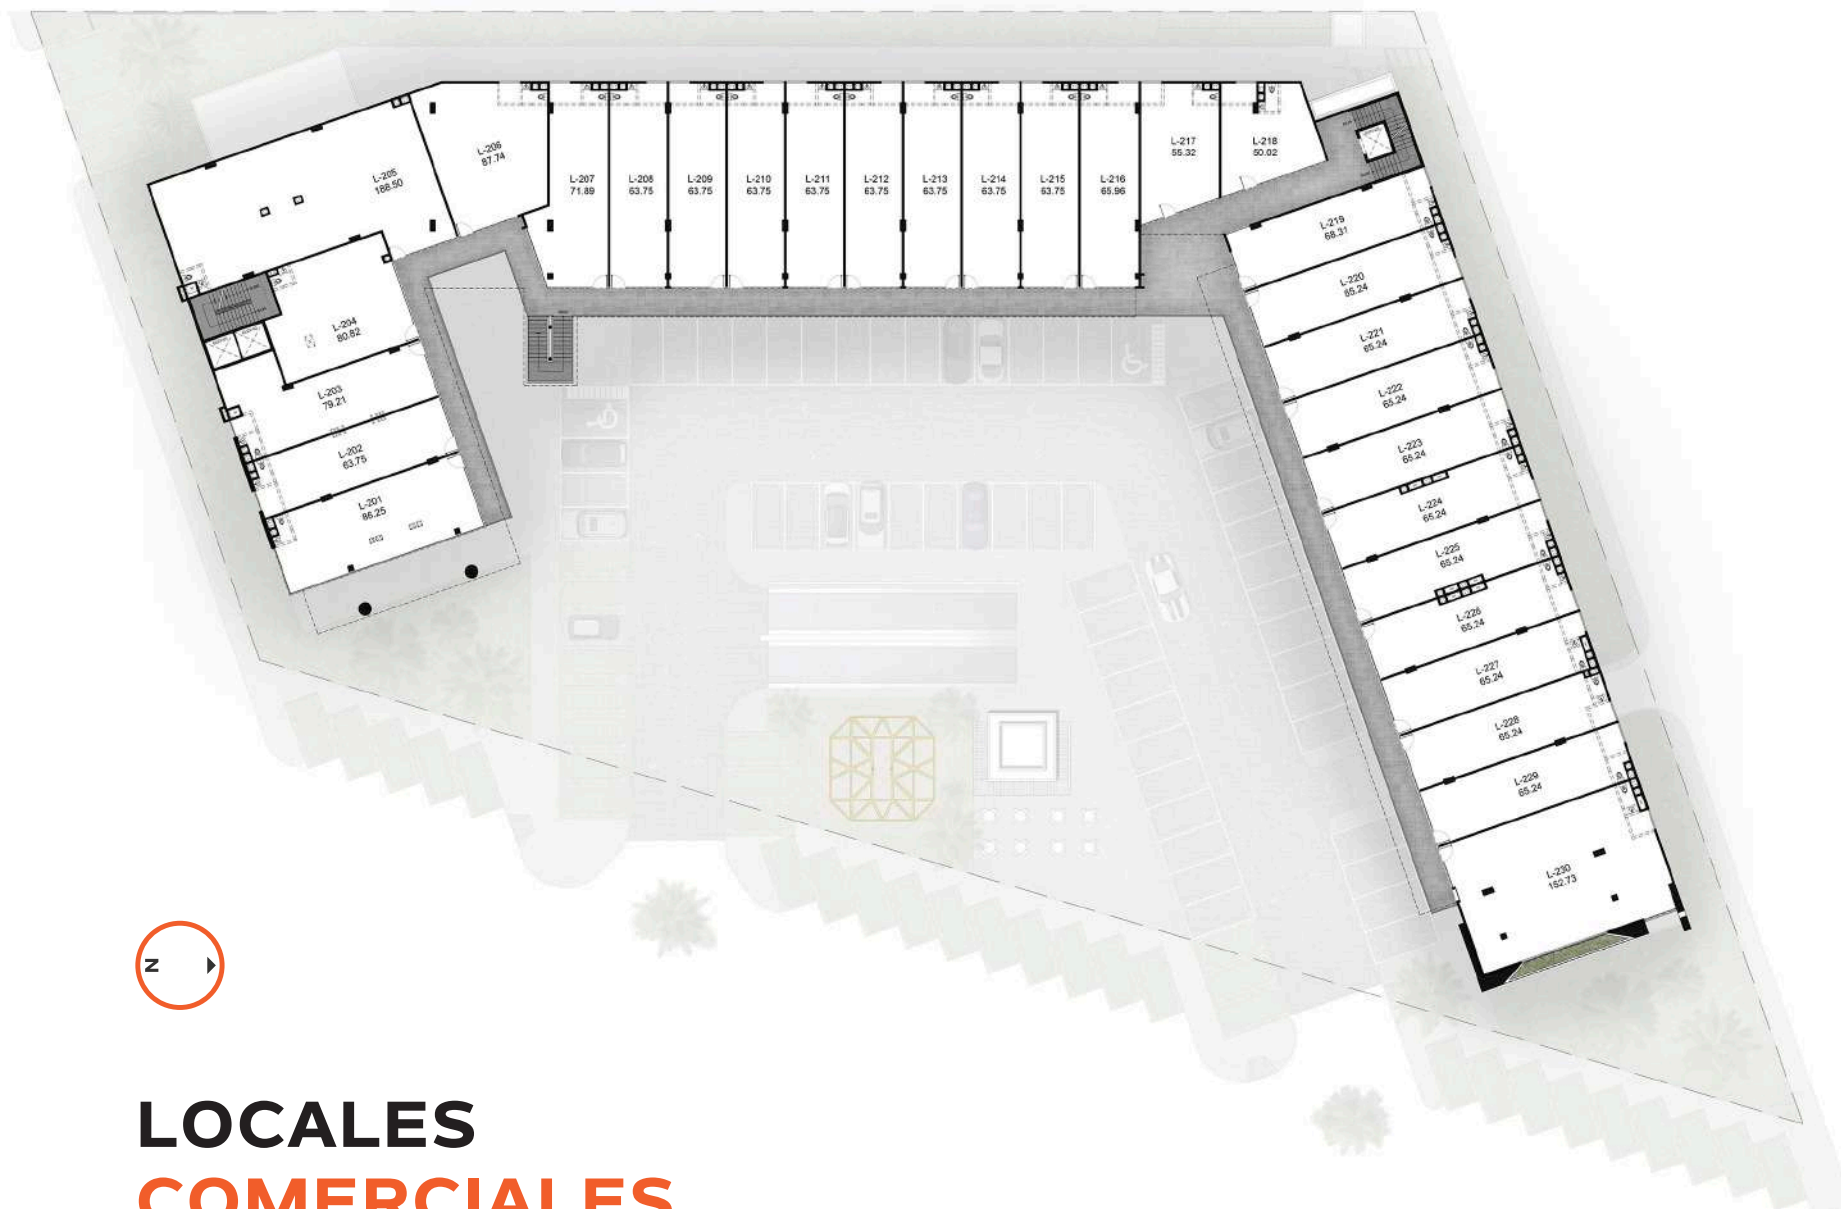 L-205
188.50
L-206
87.74
L-207
71.89
L-208
63.75
L-209
63.75
L-210
63.75
L-211
63.75
L-212
63.75
L-213
63.75
L-214
63.75
L-215
63.75
L-216
65.96
L-217
55.32
L-218
50.02
L-219
68.31
L-220
65.24
L-221
65.24
L-222
65.24
L-223
65.24
L-224
65.24
L-225
65.24
L-226
65.24
L-227
65.24
L-228
65.24
L-229
65.24
L-230
152.73
L-204
80.82
L-203
79.21
L-202
63.75
L-201
86.25
N
LOCALES
COMERCIALES